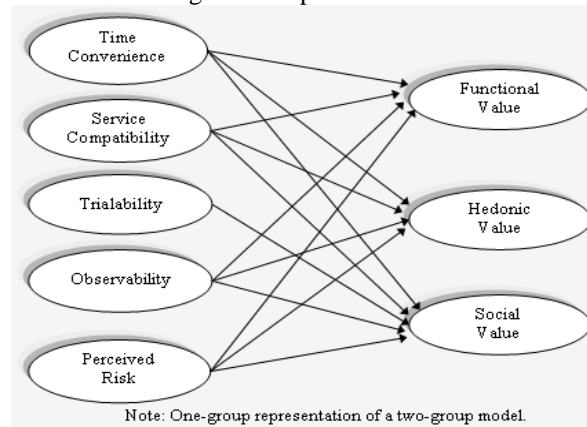 Time
Convenience
Service
Compatibility
Trialability
Observability
Perceived
Risk
Functional
Value
Hedonic
Value
Social
Value
Note: One-group representation of a two-group model.